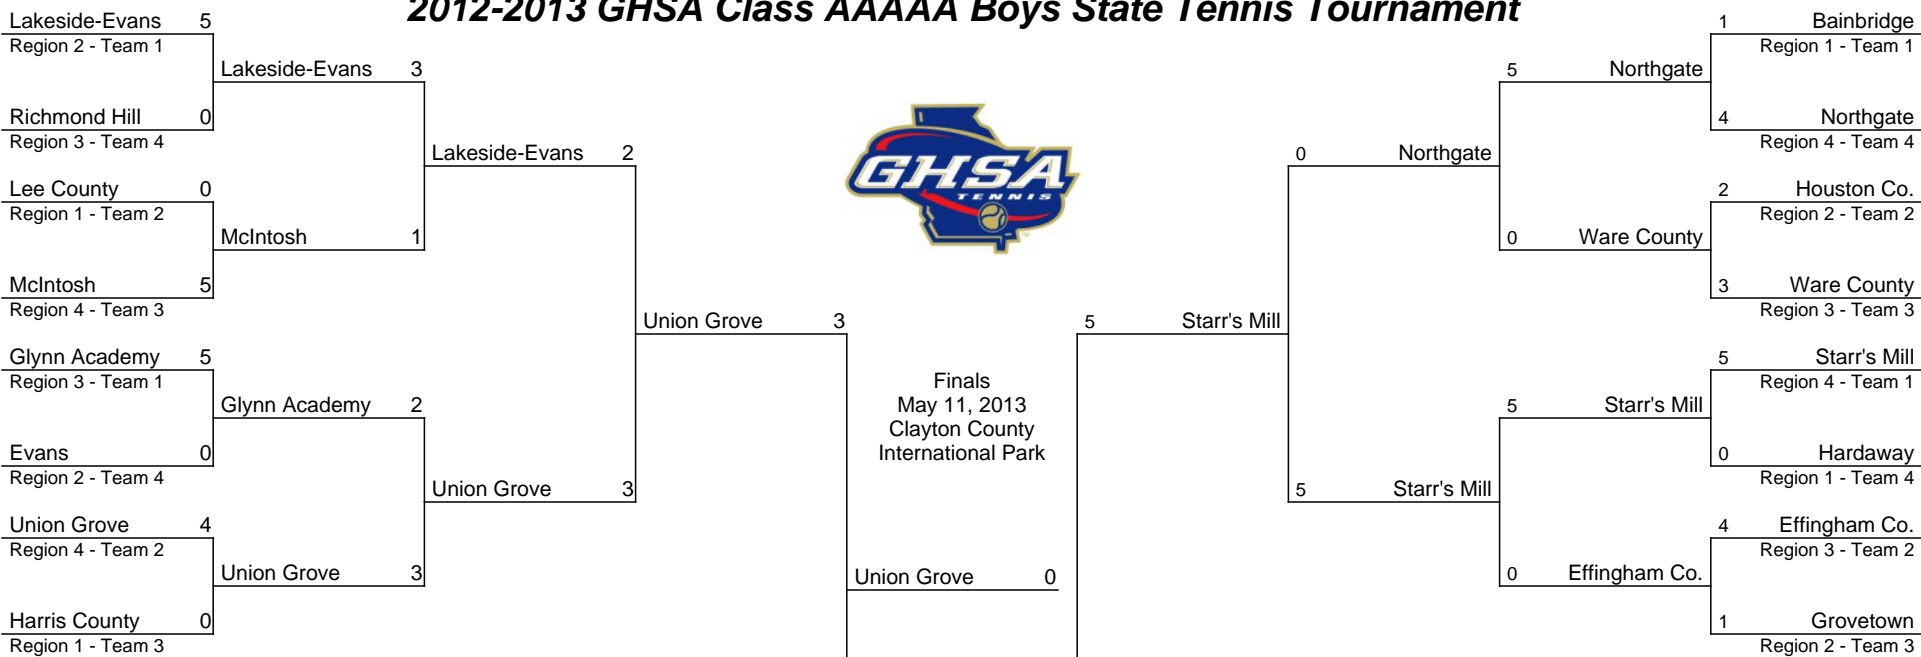 2012-2013 GHSA Class AAAAA Boys State Tennis Tournament
Lakeside-Evans 5
Region 2 - Team 1
Lakeside-Evans 3
Richmond Hill 0
Region 3 - Team 4
Lakeside-Evans 2
Lee County 0
Region 1 - Team 2
McIntosh 1
McIntosh 5
Region 4 - Team 3
Union Grove 3
Glynn Academy 5
Region 3 - Team 1
Glynn Academy 2
Evans 0
Region 2 - Team 4
Union Grove 3
Union Grove 4
Region 4 - Team 2
Union Grove 3
Harris County 0
Region 1 - Team 3
GHSA
TENNIS
Finals
May 11, 2013
Clayton County
International Park
Union Grove 0
1 Bainbridge
Region 1 - Team 1
5 Northgate
4 Northgate
Region 4 - Team 4
0 Northgate
2 Houston Co.
Region 2 - Team 2
0 Ware County
3 Ware County
Region 3 - Team 3
5 Starr's Mill
5 Starr's Mill
Region 4 - Team 1
5 Starr's Mill
0 Hardaway
Region 1 - Team 4
5 Starr's Mill
4 Effingham Co.
Region 3 - Team 2
0 Effingham Co.
1 Grovetown
Region 2 - Team 3